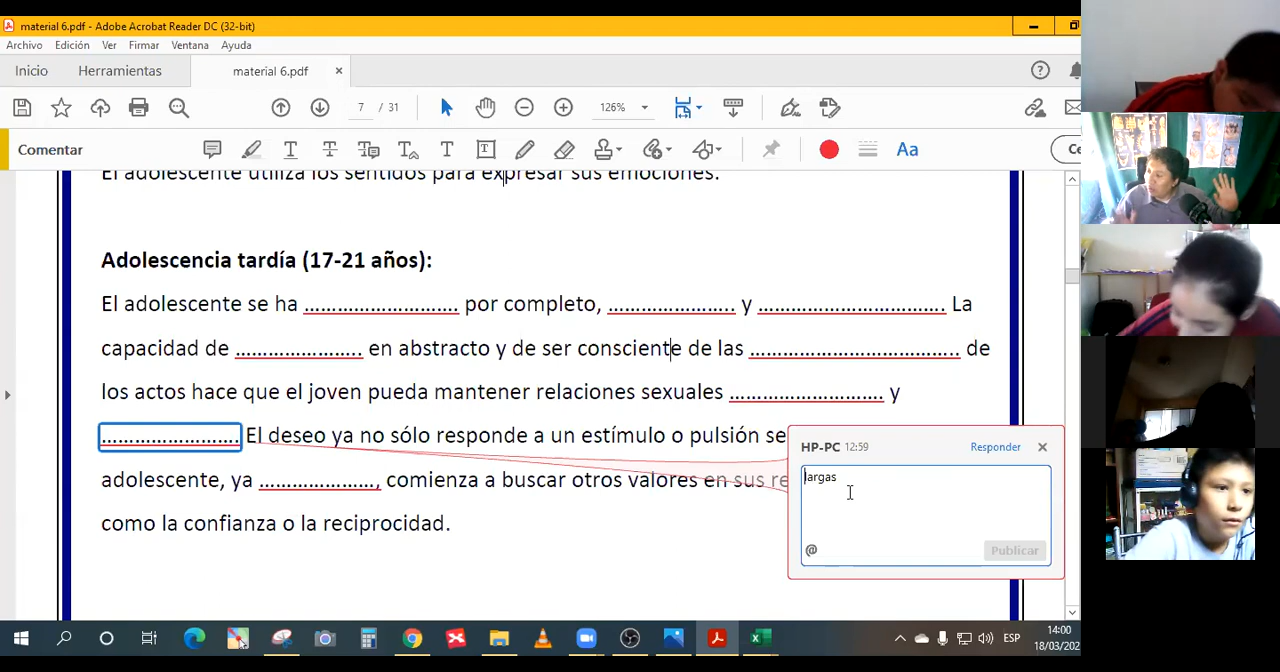 material 6.pdf - Adobe Acrobat Reader DC (32-bit)
Archivo Edición Ver Firmar Ventana Ayuda
Inicio Herramientas material 6.pdf ×
7 / 31 126%
Comentar Aa Ce
El adolescente utiliza los sentidos para expresar sus emociones.
Adolescencia tardía (17-21 años):
El adolescente se ha ………………………. por completo, ………………….. y ……………………………. La
capacidad de ………………….. en abstracto y de ser consciente de las ……………………………….. de
los actos hace que el joven pueda mantener relaciones sexuales ………………………. y
……………………. El deseo ya no sólo responde a un estímulo o pulsión se
adolescente, ya …………………, comienza a buscar otros valores en sus re
como la confianza o la reciprocidad.
HP-PC 12:59 Responder ×
largas
@ Publicar
ESP 14:00
18/03/202